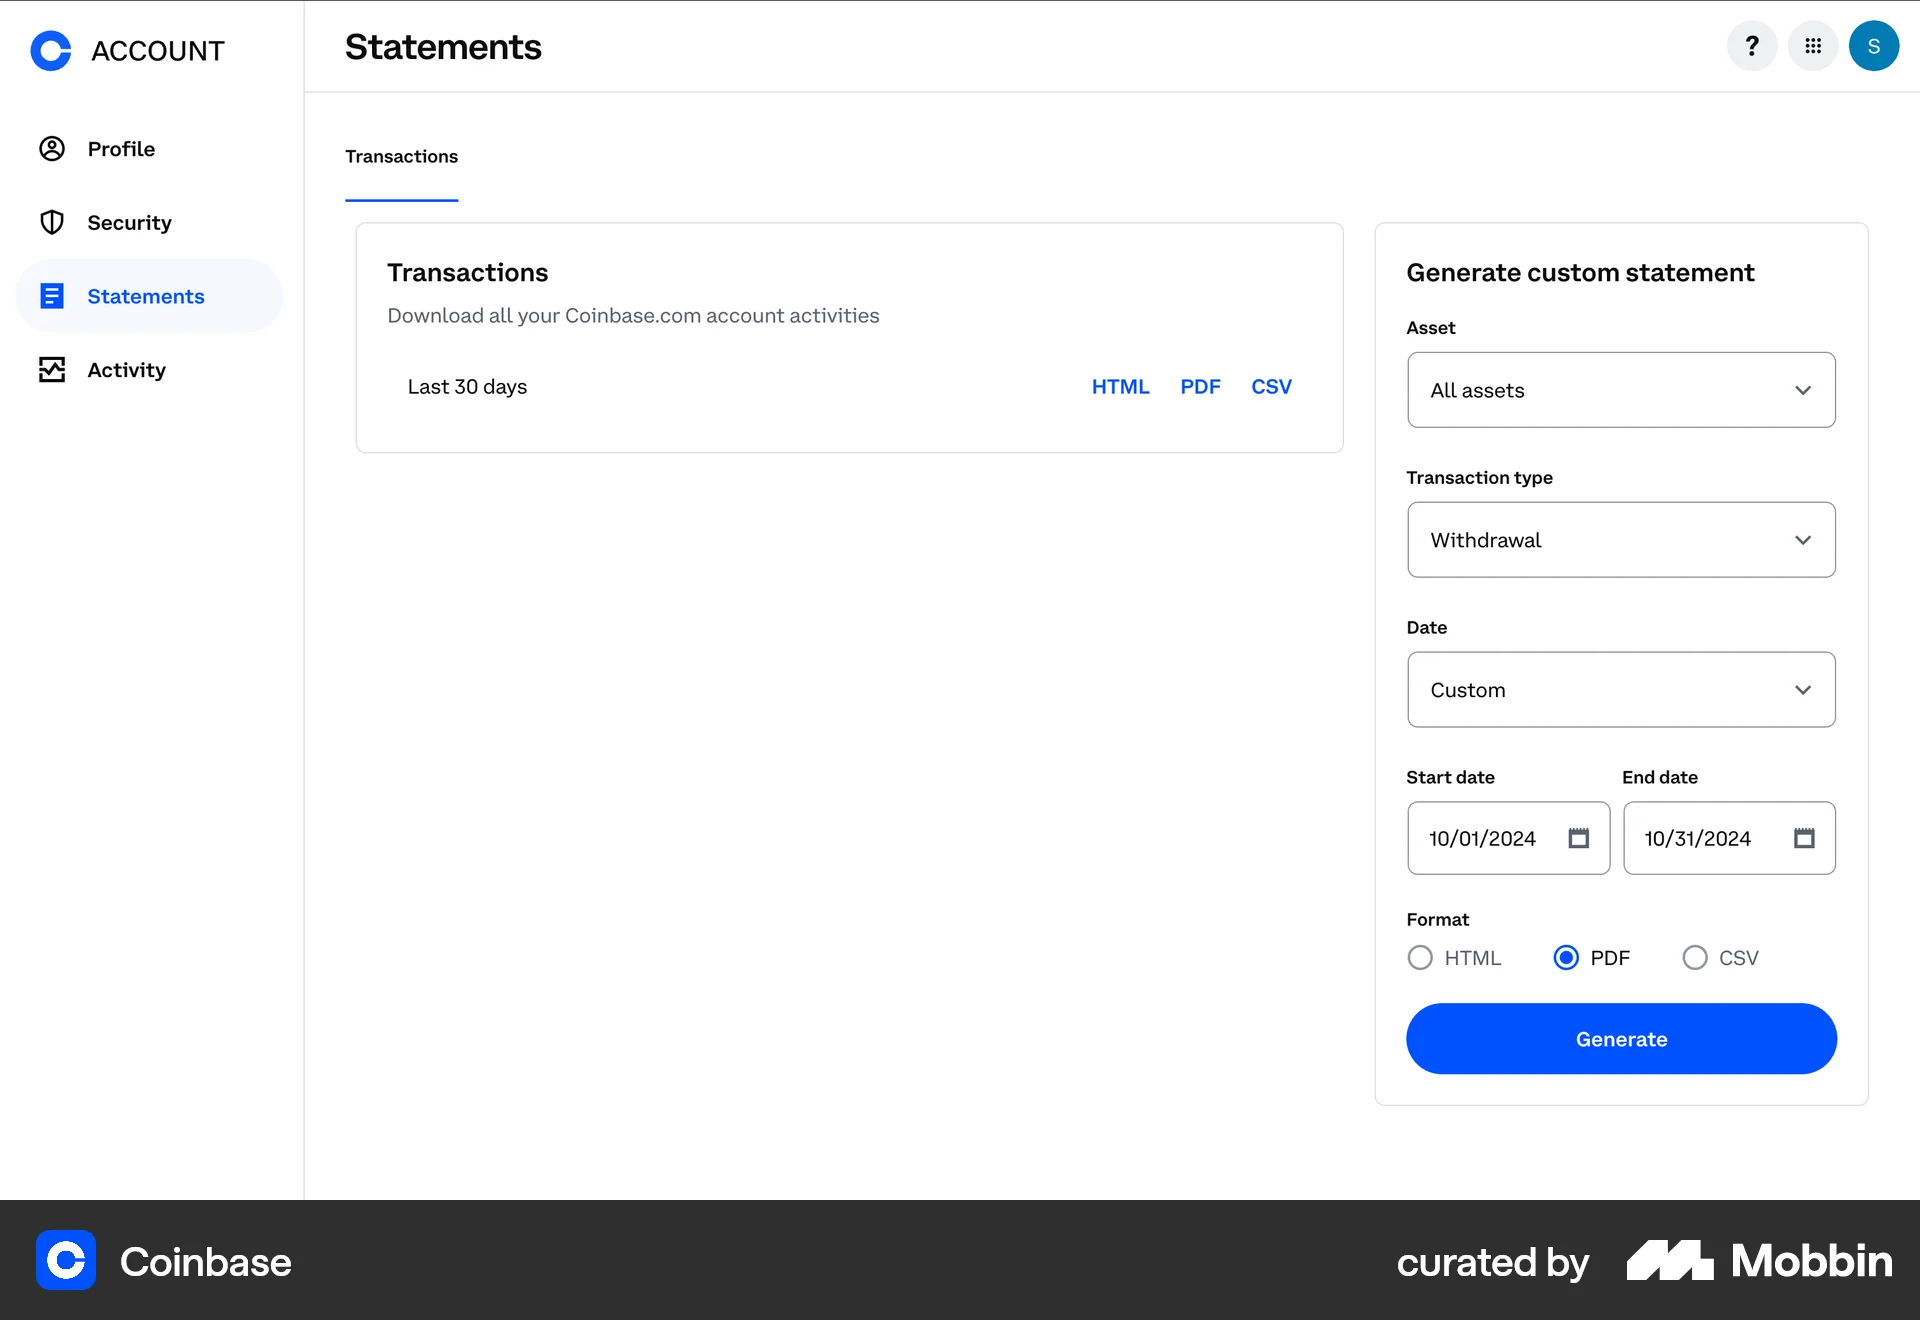 ACCOUNT
Profile
Security
Statements
Activity
Statements
?
S
Transactions
Transactions
Download all your Coinbase.com account activities
Last 30 days HTML PDF CSV
Generate custom statement
Asset
All assets
Transaction type
Withdrawal
Date
Custom
Start date End date
10/01/2024 10/31/2024
Format
HTML PDF CSV
Generate
Coinbase
curated by Mobbin